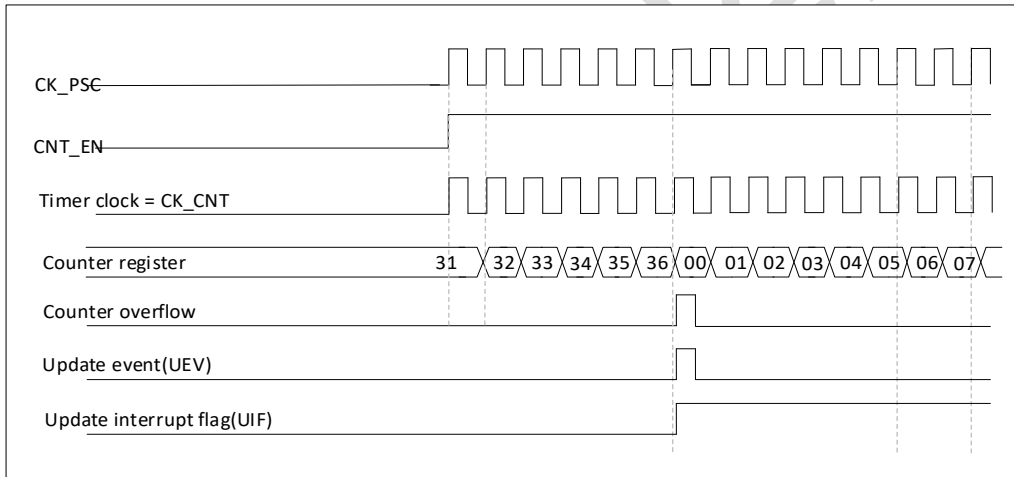 CK_PSC
CNT_EN
Timer clock = CK_CNT
Counter register 31 32 33 34 35 36 00 01 02 03 04 05 06 07
Counter overflow
Update event(UEV)
Update interrupt flag(UIF)